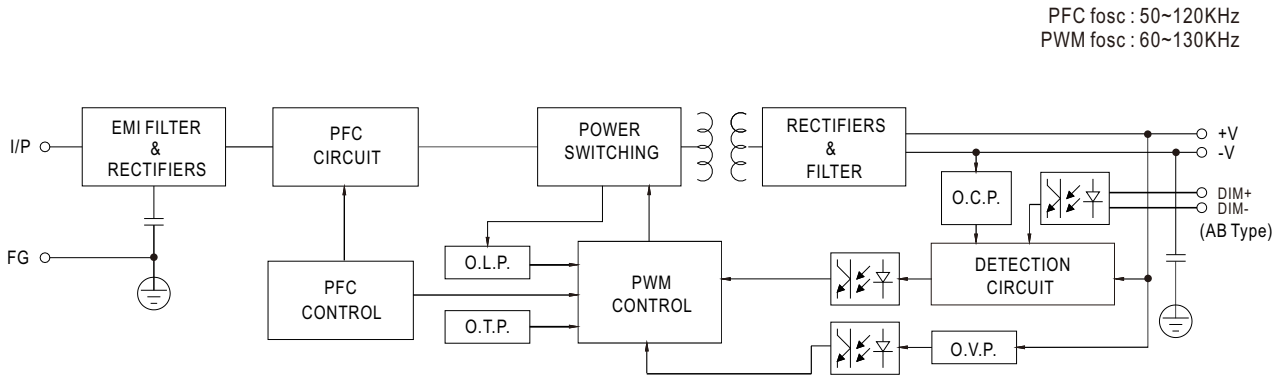 PFC fosc : 50~120KHz
PWM fosc : 60~130KHz
I/P
EMI FILTER
&
RECTIFIERS
PFC
CIRCUIT
POWER
SWITCHING
RECTIFIERS
&
FILTER
+V
-V
O.C.P.
DIM+
DIM-
(AB Type)
FG
PFC
CONTROL
O.L.P.
O.T.P.
PWM
CONTROL
DETECTION
CIRCUIT
O.V.P.